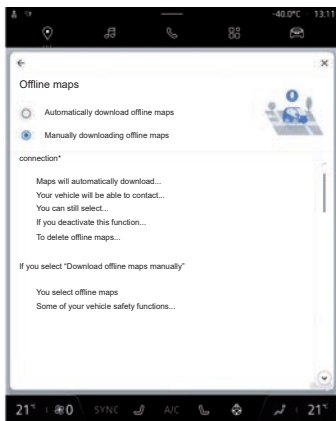 -40.0°C 13:11
Offline maps
Automatically download offline maps
Manually downloading offline maps
connection*
Maps will automatically download...
Your vehicle will be able to contact...
You can still select...
If you deactivate this function...
To delete offline maps...
If you select "Download offline maps manually"
You select offline maps
Some of your vehicle safety functions...
21°c 0 SYNC A/C 21°c